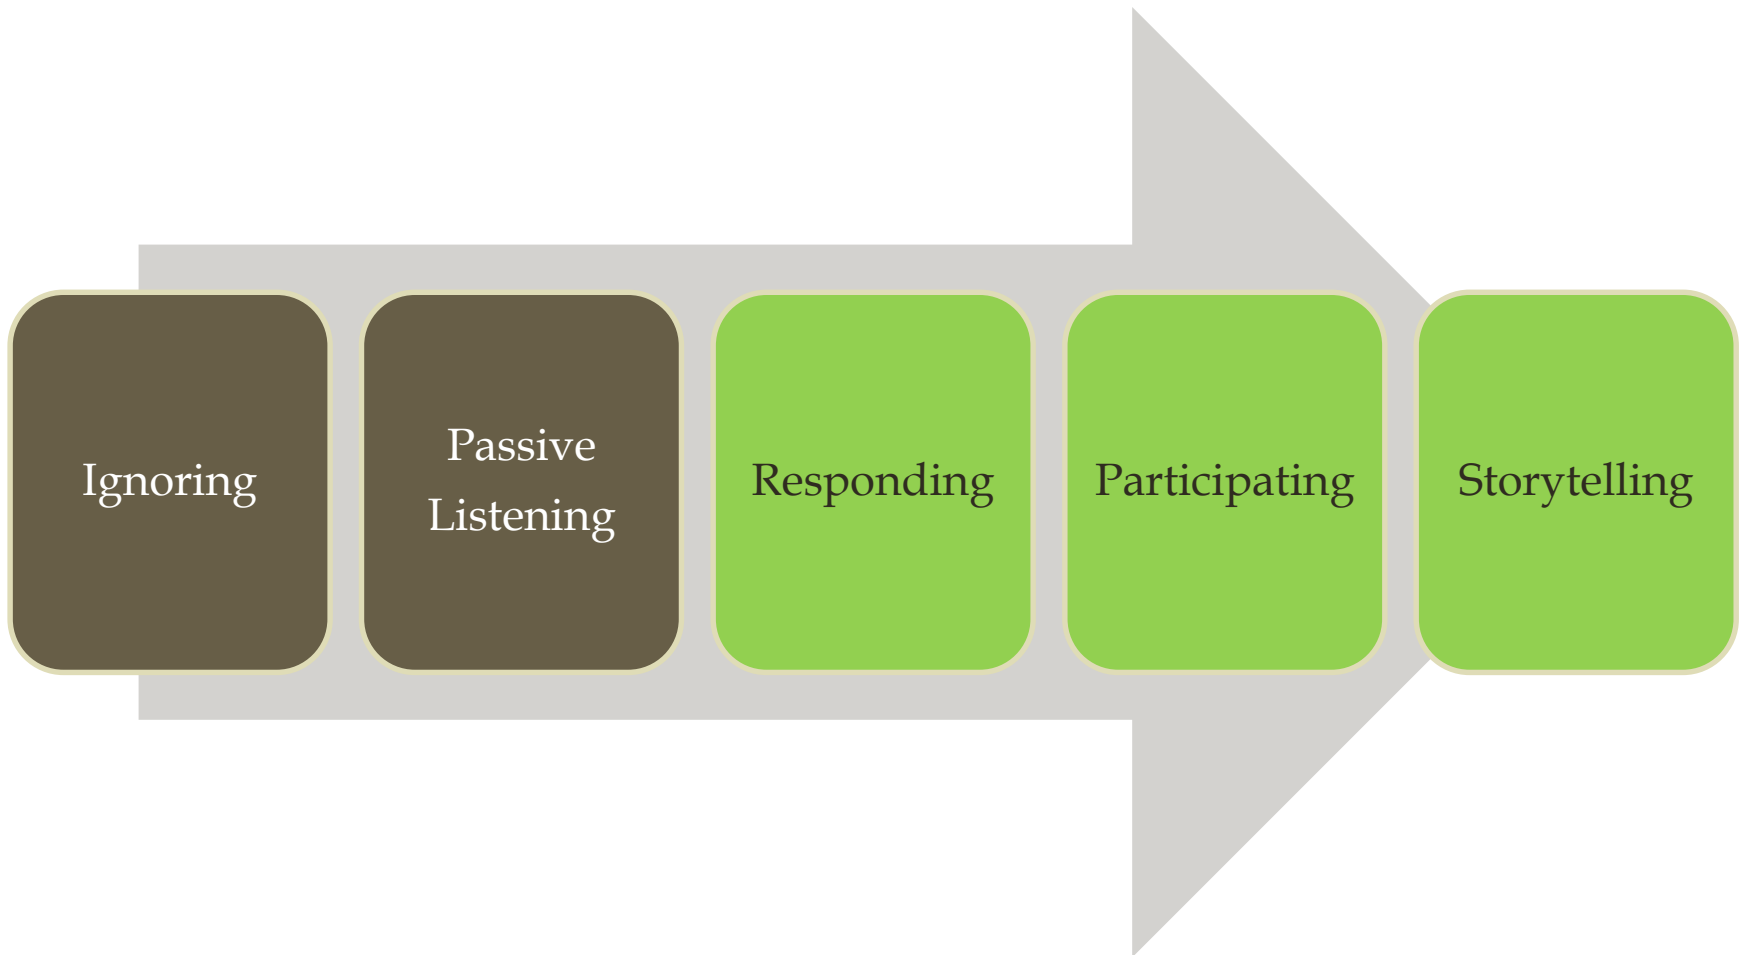 Ignoring
Passive
Listening
Responding
Participating
Storytelling